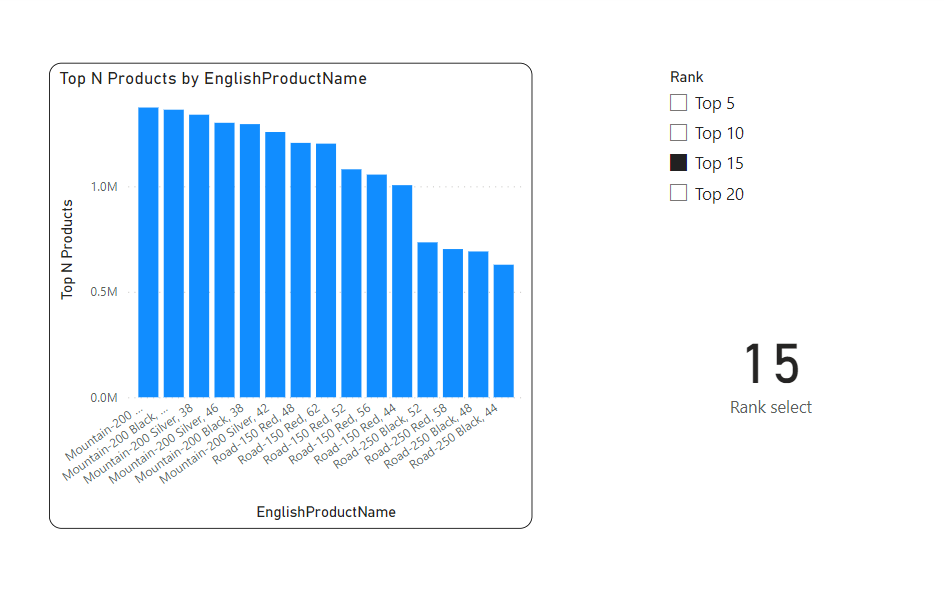 Top N Products by EnglishProductName
Top N Products
1.0M
0.5M
0.0M
Mountain-200 ...
Mountain-200 Black, ...
Mountain-200 Silver, 38
Mountain-200 Silver, 46
Mountain-200 Black, 38
Mountain-200 Silver, 42
Road-150 Red, 48
Road-150 Red, 62
Road-150 Red, 52
Road-150 Red, 56
Road-150 Red, 44
Road-250 Black, 52
Road-250 Red, 58
Road-250 Black, 48
Road-250 Black, 44
EnglishProductName
Rank
Top 5
Top 10
Top 15
Top 20
15
Rank select